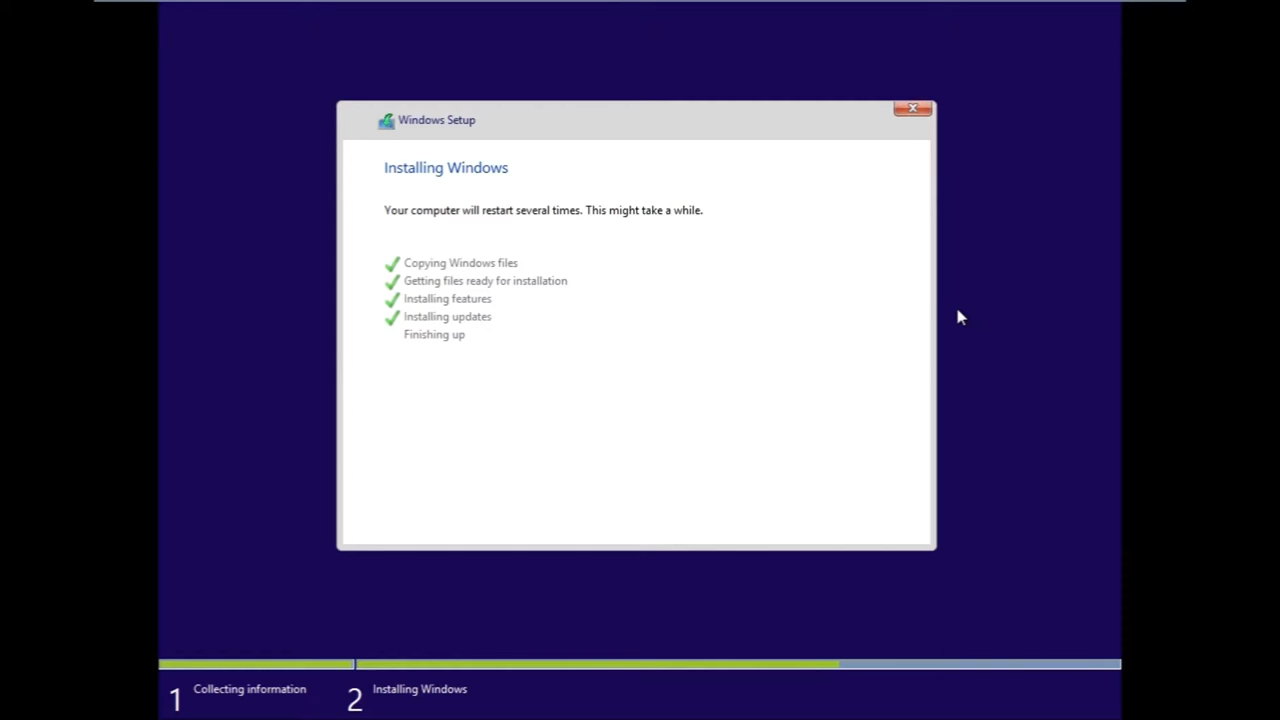 Windows Setup
Installing Windows
Your computer will restart several times. This might take a while.
Copying Windows files
Getting files ready for installation
Installing features
Installing updates
Finishing up
1 Collecting information
2 Installing Windows